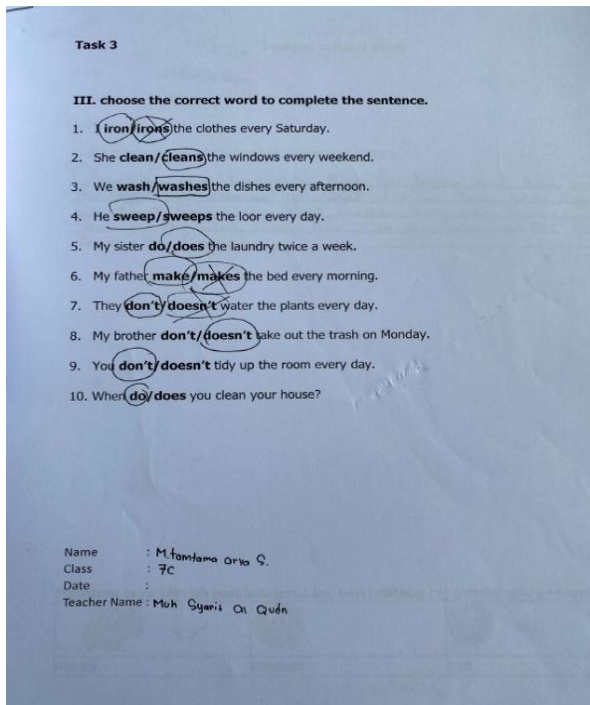 Task 3
III. choose the correct word to complete the sentence.
1. I iron/irons the clothes every Saturday.
2. She clean/cleans the windows every weekend.
3. We wash/washes the dishes every afternoon.
4. He sweep/sweeps the loor every day.
5. My sister do/does the laundry twice a week.
6. My father make/makes the bed every morning.
7. They don't/doesn't water the plants every day.
8. My brother don't/doesn't take out the trash on Monday.
9. You don't/doesn't tidy up the room every day.
10. When do/does you clean your house?
Name : M.tamtama arya S.
Class : 7C
Date :
Teacher Name : Muh Syarif